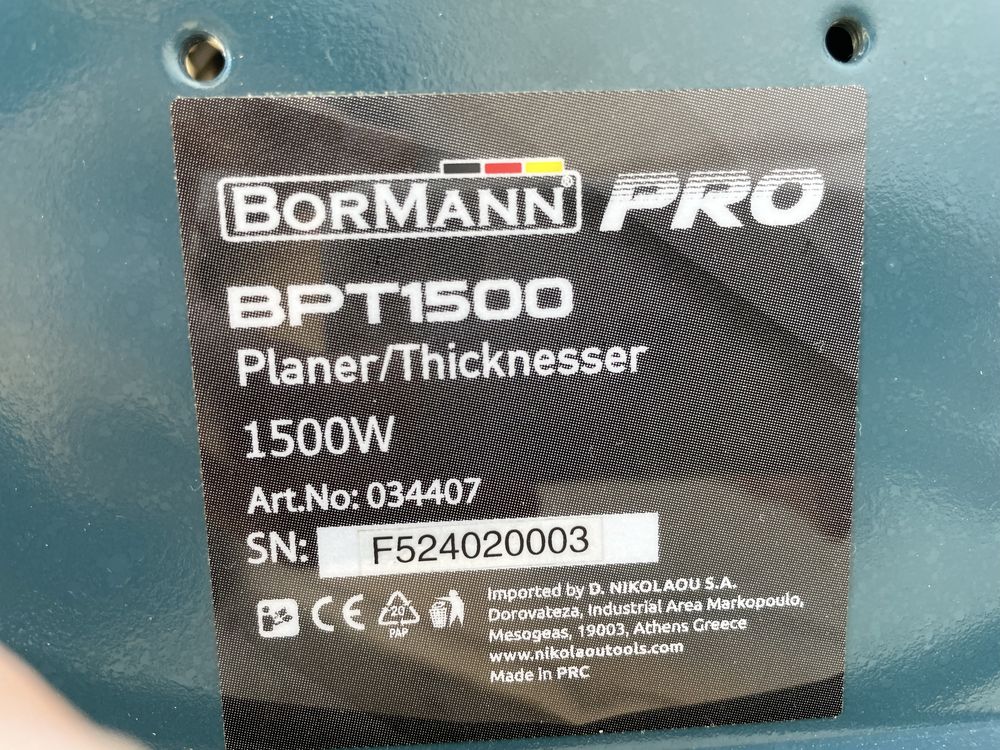 BORMANN® PRO
BPT1500
Planer/Thicknesser
1500W
Art.No: 034407
SN: F524020003
CE
20
PAP
Imported by D. NIKOLAOU S.A.
Dorovateza, Industrial Area Markopoulo,
Mesogeas, 19003, Athens Greece
www.nikolaoutools.com
Made in PRC